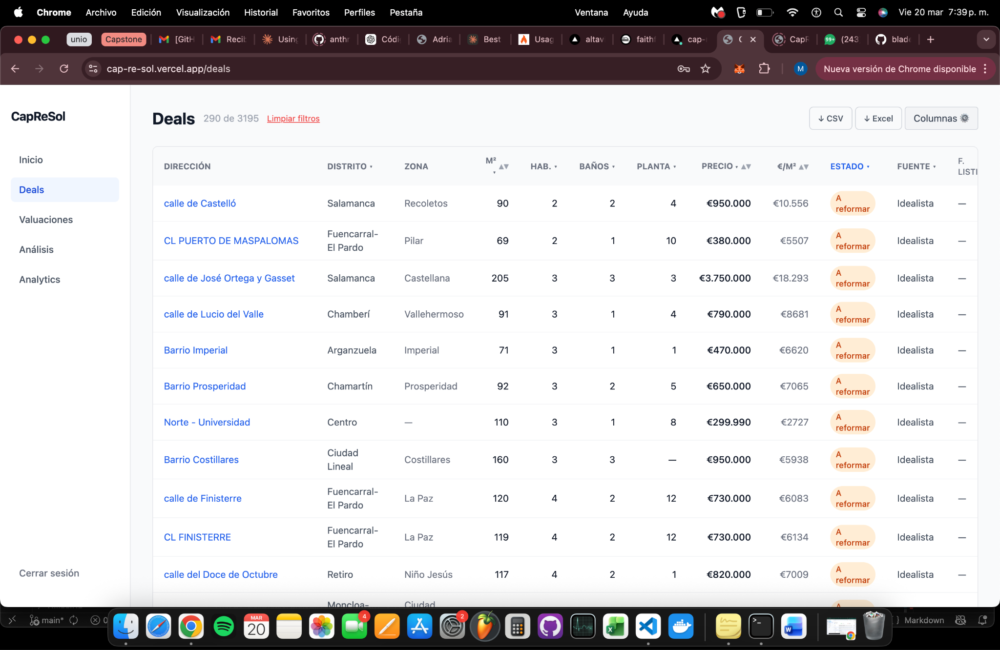 Chrome Archivo Edición Visualización Historial Favoritos Perfiles Pestaña Ventana Ayuda Vie 20 mar 7:39 p. m.
unio Capstone [GitH Recib Using anthr Códi Adria Best Usag altav faithf cap- C CapR 99+ (243 blade
cap-re-sol.vercel.app/deals M Nueva versión de Chrome disponible
CapReSol
Inicio
Deals
Valuaciones
Análisis
Analytics
Cerrar sesión
Deals 290 de 3195 Limpiar filtros ↓ CSV ↓ Excel Columnas
DIRECCIÓN DISTRITO ZONA M² HAB. BAÑOS PLANTA PRECIO €/M² ESTADO FUENTE F. LISTI
calle de Castelló Salamanca Recoletos 90 2 2 4 €950.000 €10.556 A reformar Idealista —
CL PUERTO DE MASPALOMAS Fuencarral-El Pardo Pilar 69 2 1 10 €380.000 €5507 A reformar Idealista —
calle de José Ortega y Gasset Salamanca Castellana 205 3 3 3 €3.750.000 €18.293 A reformar Idealista —
calle de Lucio del Valle Chamberí Vallehermoso 91 3 1 4 €790.000 €8681 A reformar Idealista —
Barrio Imperial Arganzuela Imperial 71 3 1 1 €470.000 €6620 A reformar Idealista —
Barrio Prosperidad Chamartín Prosperidad 92 3 2 5 €650.000 €7065 A reformar Idealista —
Norte - Universidad Centro — 110 3 1 8 €299.990 €2727 A reformar Idealista —
Barrio Costillares Ciudad Lineal Costillares 160 3 3 — €950.000 €5938 A reformar Idealista —
calle de Finisterre Fuencarral-El Pardo La Paz 120 4 2 12 €730.000 €6083 A reformar Idealista —
CL FINISTERRE Fuencarral-El Pardo La Paz 119 4 2 12 €730.000 €6134 A reformar Idealista —
calle del Doce de Octubre Retiro Niño Jesús 117 4 2 1 €820.000 €7009 A reformar Idealista —
Moncloa- Ciudad A
main* 0 MAR 20 4 2 Markdown